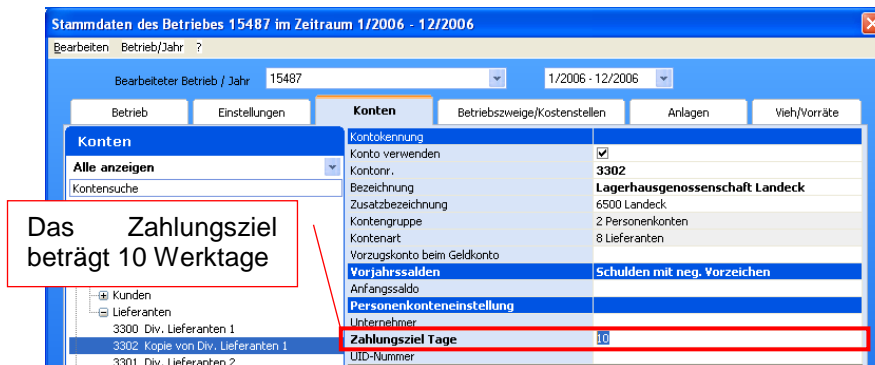 Stammdaten des Betriebes 15487 im Zeitraum 1/2006 - 12/2006
Bearbeiten Betrieb/Jahr ?
Bearbeiteter Betrieb / Jahr 15487 1/2006 - 12/2006
Betrieb Einstellungen Konten Betriebszweige/Kostenstellen Anlagen Vieh/Vorräte
Konten
Alle anzeigen
Kontensuche
Das Zahlungsziel
beträgt 10 Werktage
Kunden
Lieferanten
3300 Div. Lieferanten 1
3302 Kopie von Div. Lieferanten 1
3301 Div. Lieferanten 2
Kontokennung
Konto verwenden
Kontonr. 3302
Bezeichnung Lagerhausgenossenschaft Landeck
Zusatzbezeichnung 6500 Landeck
Kontengruppe 2 Personenkonten
Kontenart 8 Lieferanten
Vorzugskonto beim Geldkonto
Vorjahrssalden Schulden mit neg. Vorzeichen
Anfangssaldo
Personenkonteneinstellung
Unternehmer
Zahlungsziel Tage 10
UID-Nummer